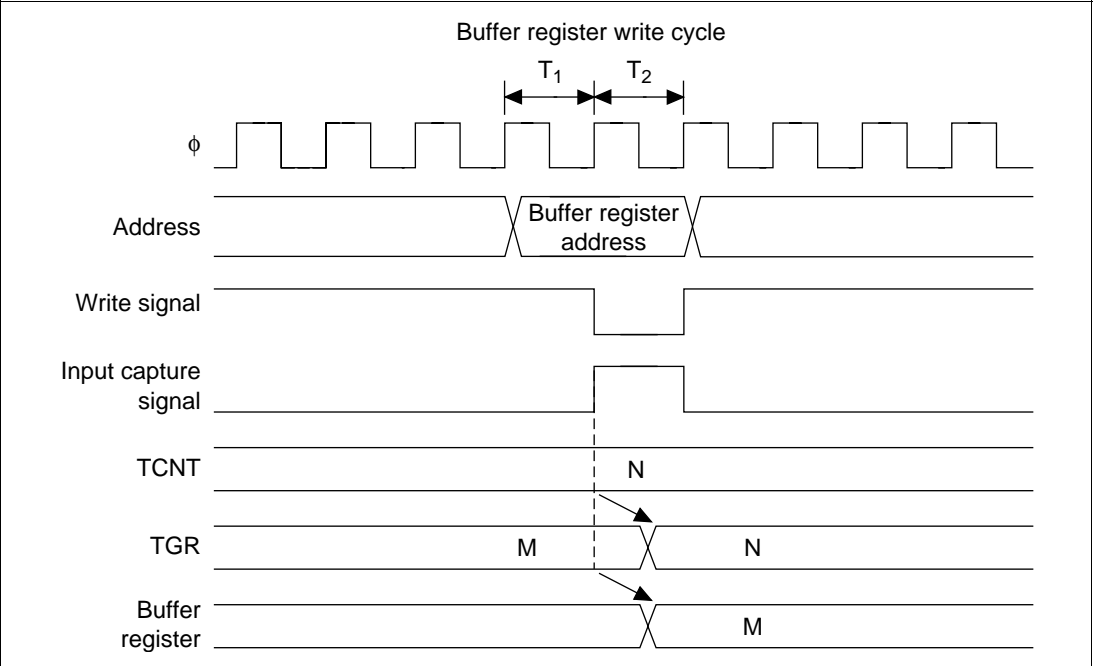 Buffer register write cycle
T1 T2
ϕ
Address
Buffer register
address
Write signal
Input capture
signal
TCNT
N
TGR
M N
Buffer
register
M